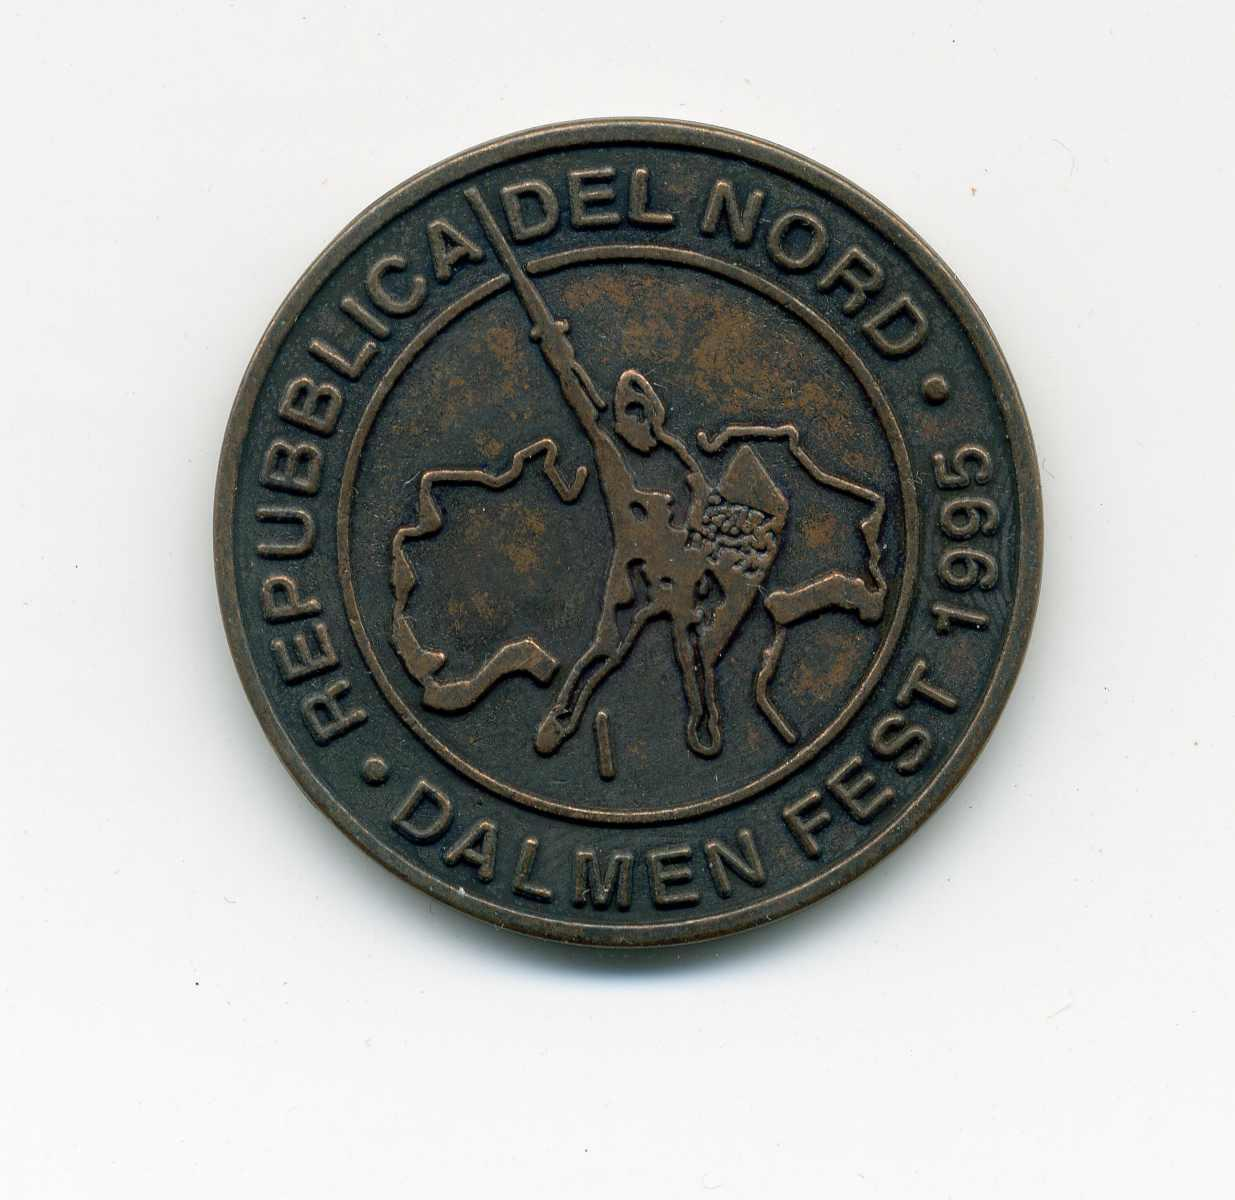 REPUBBLICA DEL NORD
• DALMEN FEST 1995 •